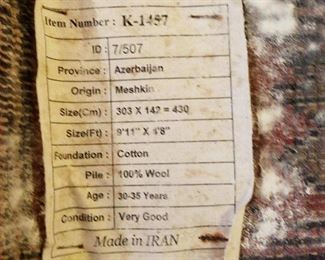 Item Number : K-1457
ID : 7/507
Province : Azerbaijan
Origin : Meshkin
Size(Cm) : 303 X 142 = 430
Size(Ft) : 9'11" X 4'8"
Foundation : Cotton
Pile : 100% Wool
Age : 30-35 Years
Condition : Very Good
Made in IRAN